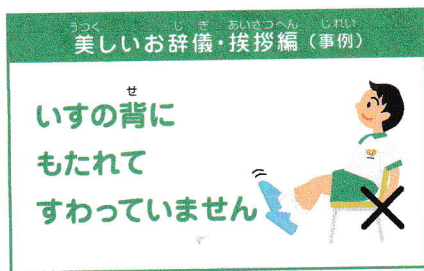 美しいお辞儀・挨拶編（事例）
いすの背に
もたれて
すわっていません